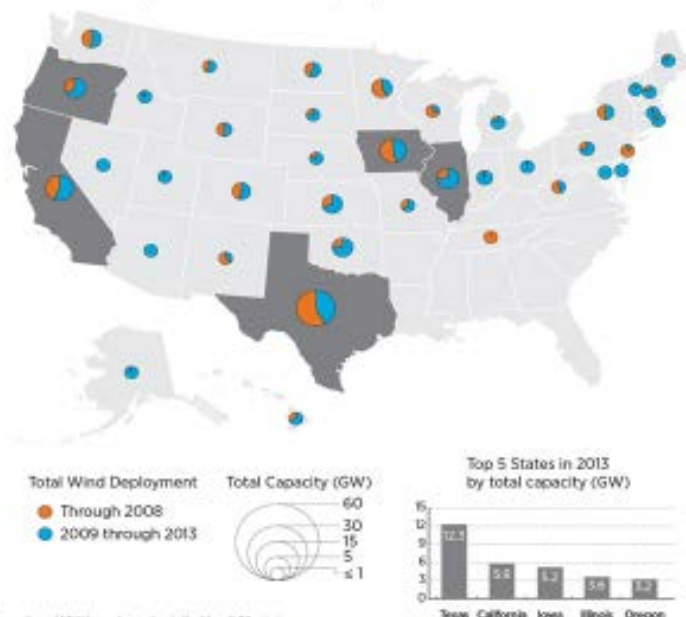 Total Wind Deployment
Through 2008
2009 through 2013
Total Capacity (GW)
60
30
15
5
≤ 1
Top 5 States in 2013
by total capacity (GW)
15
12
9
6
3
0
12.3
5.8
5.2
3.6
3.2
Texas California Iowa Illinois Oregon